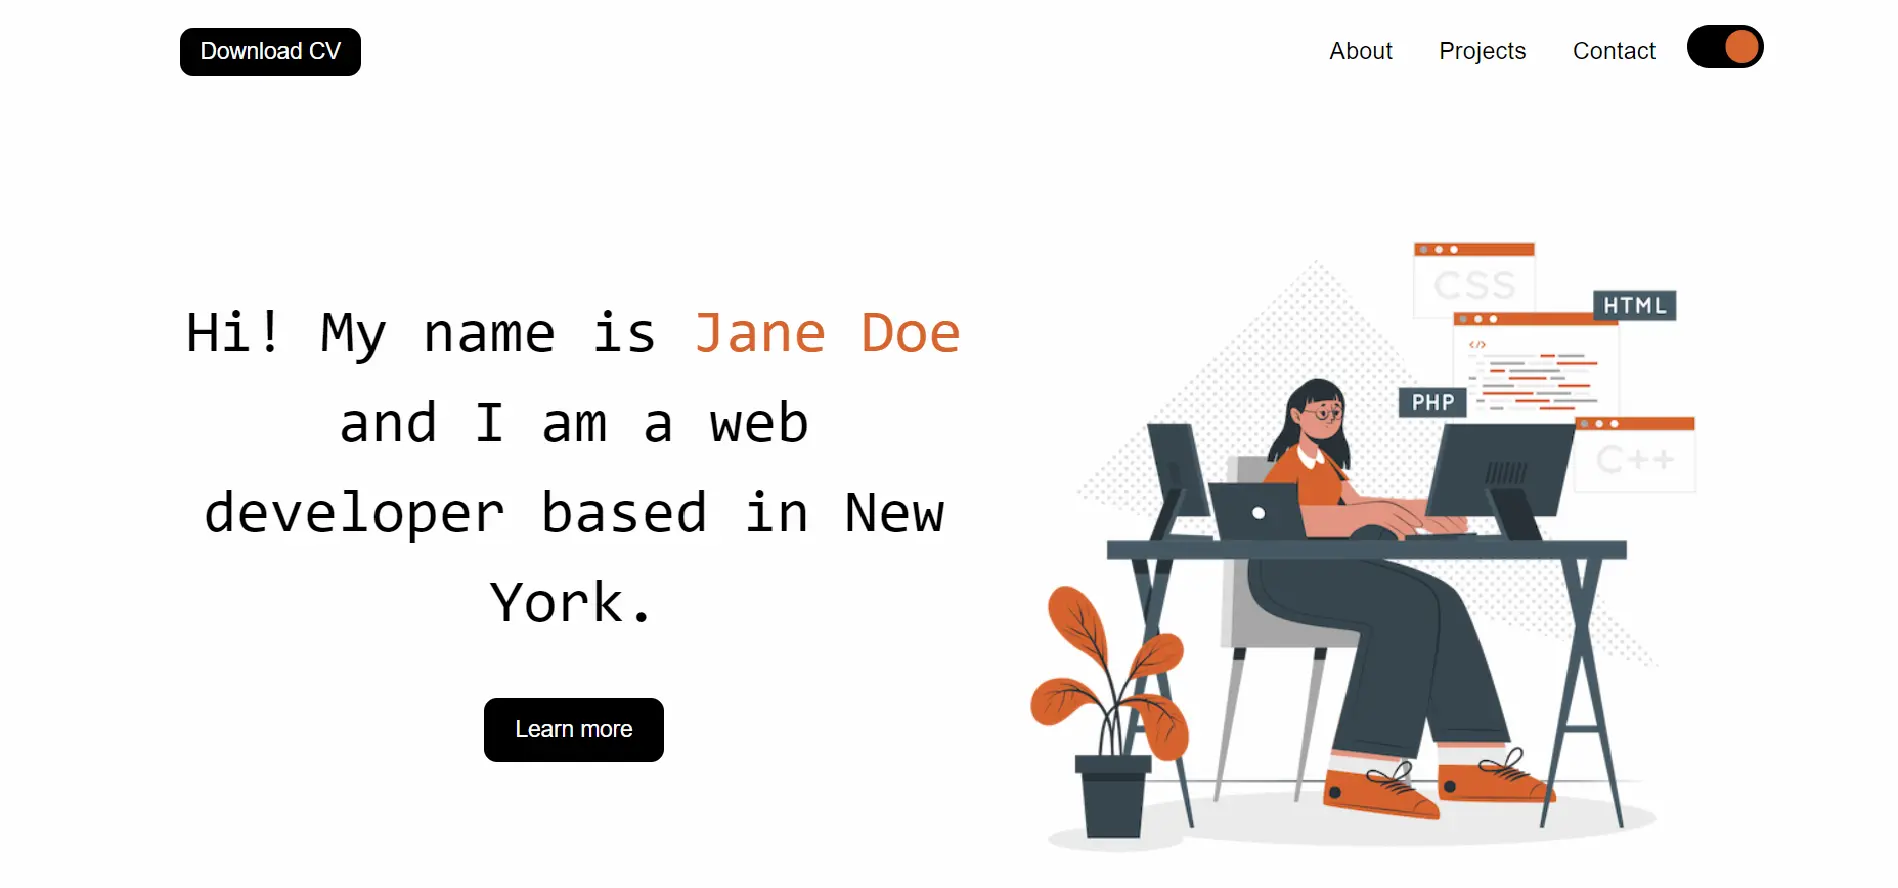 Download CV
About Projects Contact
Hi! My name is Jane Doe
and I am a web
developer based in New
York.
Learn more
CSS
HTML
</>
PHP
C++